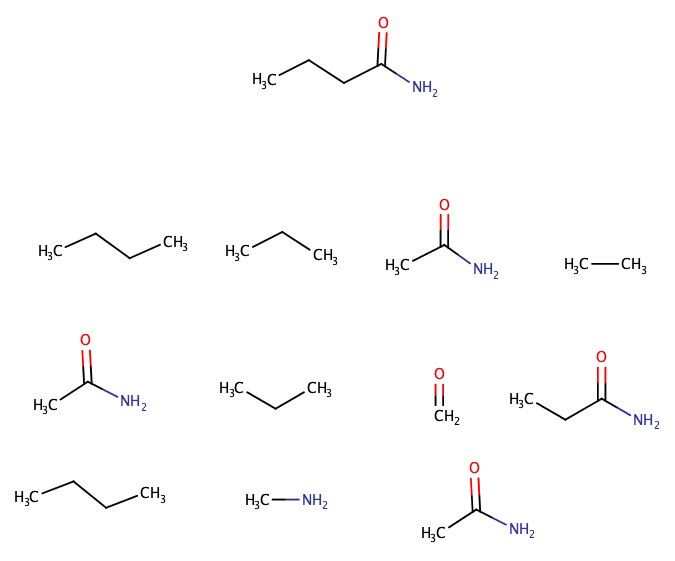 O
H₃C NH₂
H₃C CH₃ H₃C CH₃ O H₃C NH₂ H₃C CH₃
O H₃C NH₂ H₃C CH₃ O CH₂ O H₃C NH₂
H₃C CH₃ H₃C NH₂ O H₃C NH₂